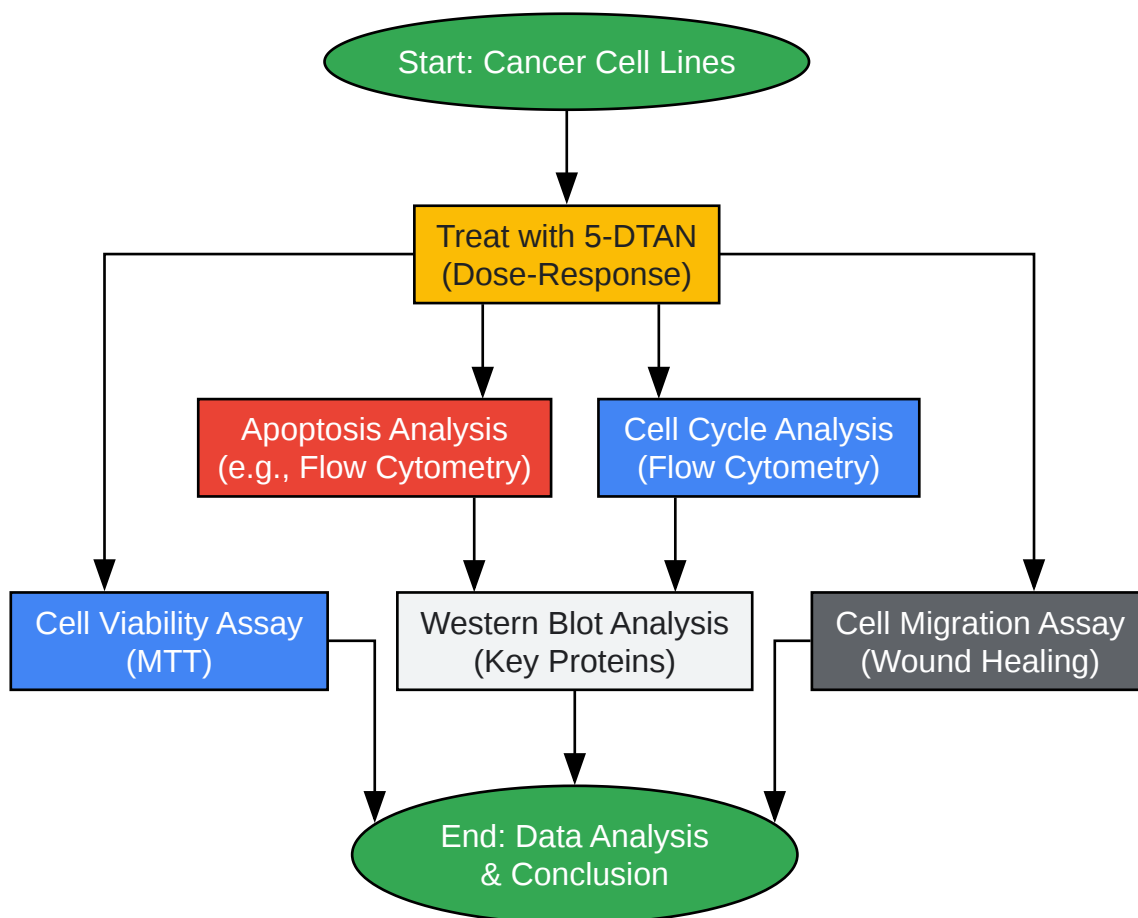 Start: Cancer Cell Lines
Treat with 5-DTAN
(Dose-Response)
Apoptosis Analysis
(e.g., Flow Cytometry)
Cell Cycle Analysis
(Flow Cytometry)
Cell Viability Assay
(MTT)
Western Blot Analysis
(Key Proteins)
Cell Migration Assay
(Wound Healing)
End: Data Analysis
& Conclusion